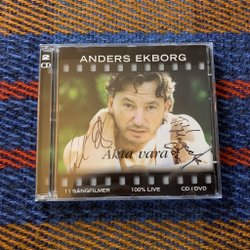 2
CD
ANDERS EKBORG
Äkta vara
11 SÅNGFILMER 100% LIVE CD / DVD